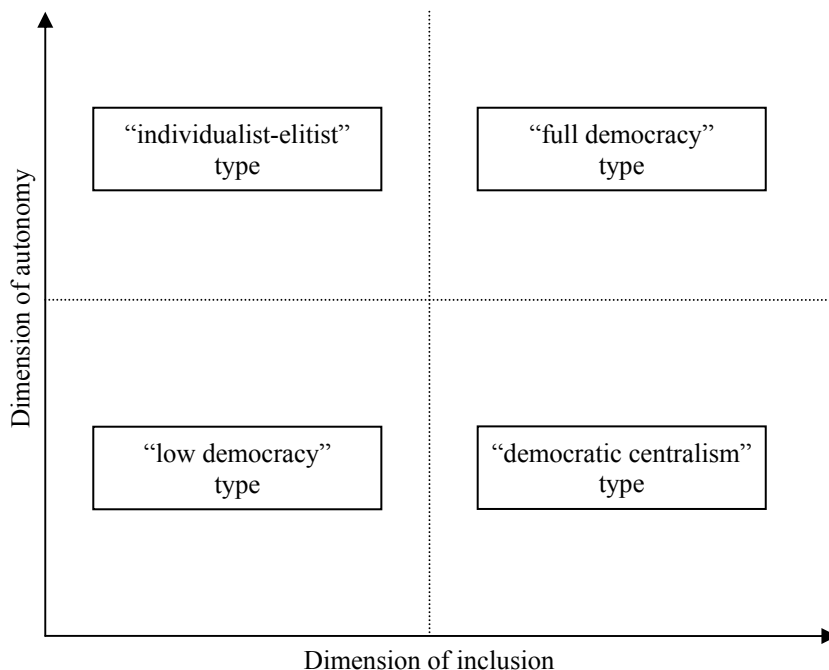 “individualist-elitist”
type
“full democracy”
type
Dimension of autonomy
“low democracy”
type
“democratic centralism”
type
Dimension of inclusion